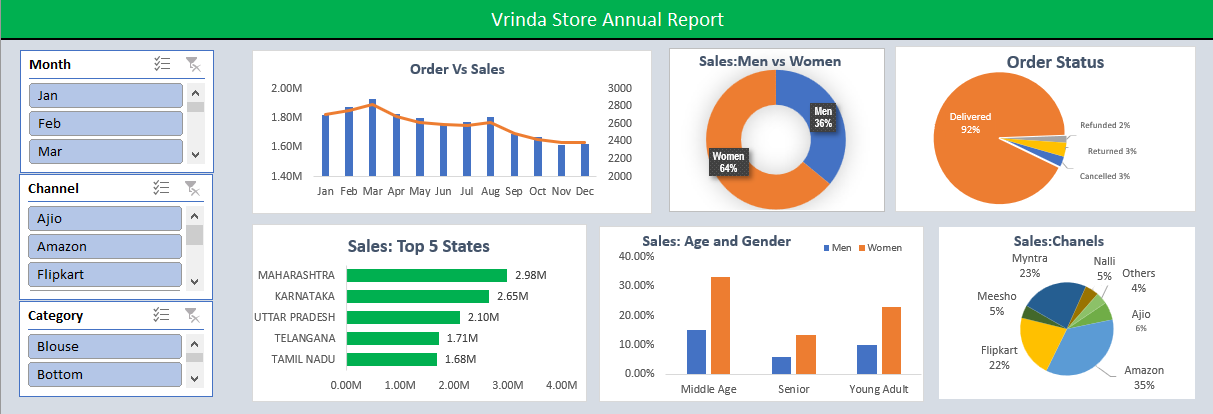 Vrinda Store Annual Report
Month
Jan
Feb
Mar
Channel
Ajio
Amazon
Flipkart
Category
Blouse
Bottom
Order Vs Sales
2.00M
1.80M
1.60M
1.40M
3000
2800
2600
2400
2200
2000
Jan Feb Mar Apr May Jun Jul Aug Sep Oct Nov Dec
Sales:Men vs Women
Men
36%
Women
64%
Order Status
Delivered
92%
Refunded 2%
Returned 3%
Cancelled 3%
Sales: Top 5 States
MAHARASHTRA 2.98M
KARNATAKA 2.65M
UTTAR PRADESH 2.10M
TELANGANA 1.71M
TAMIL NADU 1.68M
0.00M 1.00M 2.00M 3.00M 4.00M
Sales: Age and Gender
Men Women
40.00%
30.00%
20.00%
10.00%
0.00%
Middle Age Senior Young Adult
Sales:Chanels
Myntra
23%
Nalli
5%
Others
4%
Ajio
6%
Meesho
5%
Flipkart
22%
Amazon
35%